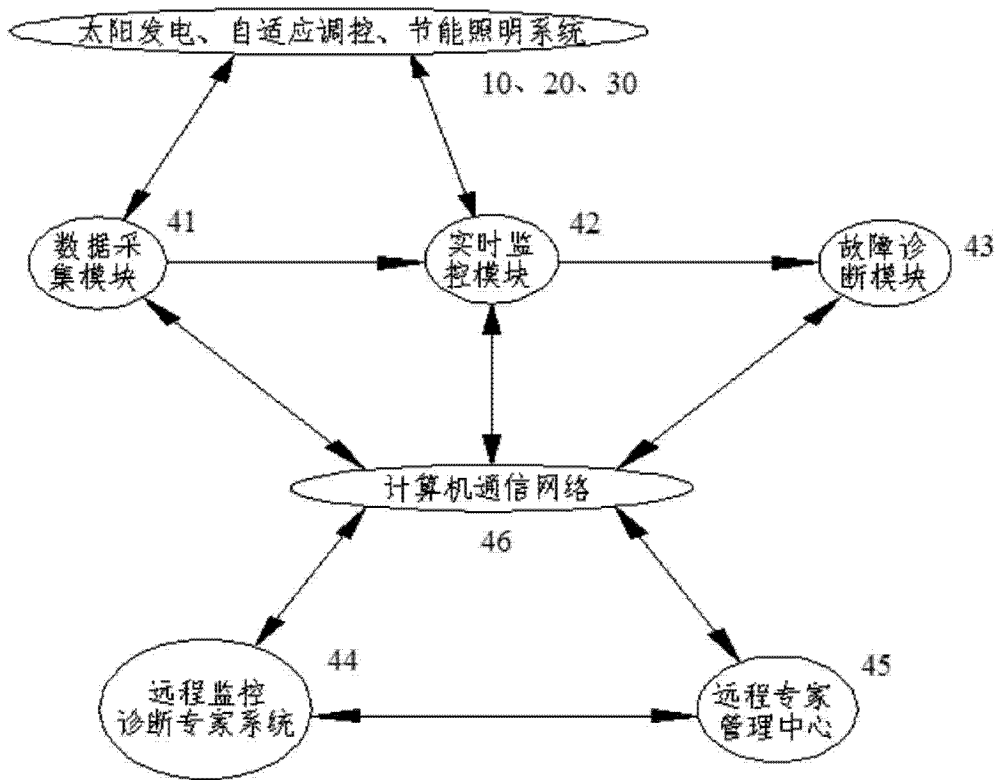 太阳发电、自适应调控、节能照明系统
10、20、30
41
数据采
集模块
42
实时监
控模块
43
故障诊
断模块
计算机通信网络
46
44
远程监控
诊断专家系统
45
远程专家
管理中心